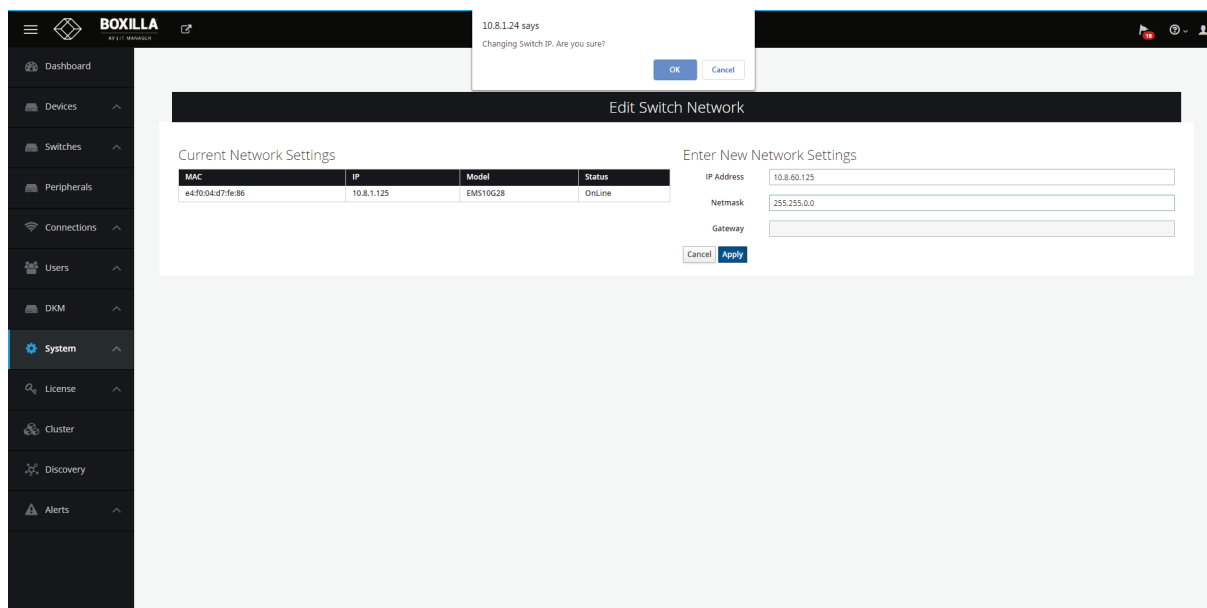 BOXILLA
AV | IT MANAGER
10.8.1.24 says
Changing Switch IP. Are you sure?
OK Cancel
18
Dashboard
Devices
Switches
Peripherals
Connections
Users
DKM
System
License
Cluster
Discovery
Alerts
Edit Switch Network
Current Network Settings
MAC IP Model Status
e4:f0:04:d7:fe:86 10.8.1.125 EMS10G28 OnLine
Enter New Network Settings
IP Address 10.8.60.125
Netmask 255.255.0.0
Gateway
Cancel Apply